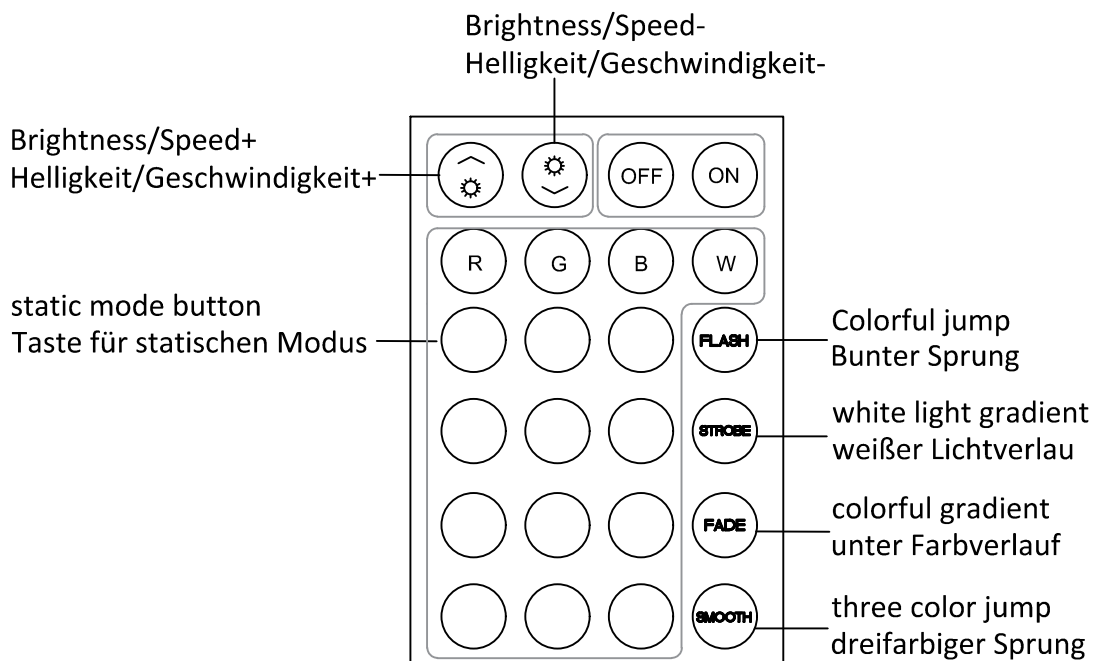 Brightness/Speed-
Helligkeit/Geschwindigkeit-
Brightness/Speed+
Helligkeit/Geschwindigkeit+
OFF ON
R G B W
static mode button
Taste für statischen Modus
FLASH
Colorful jump
Bunter Sprung
STROBE
white light gradient
weißer Lichtverlau
FADE
colorful gradient
unter Farbverlauf
SMOOTH
three color jump
dreifarbiger Sprung